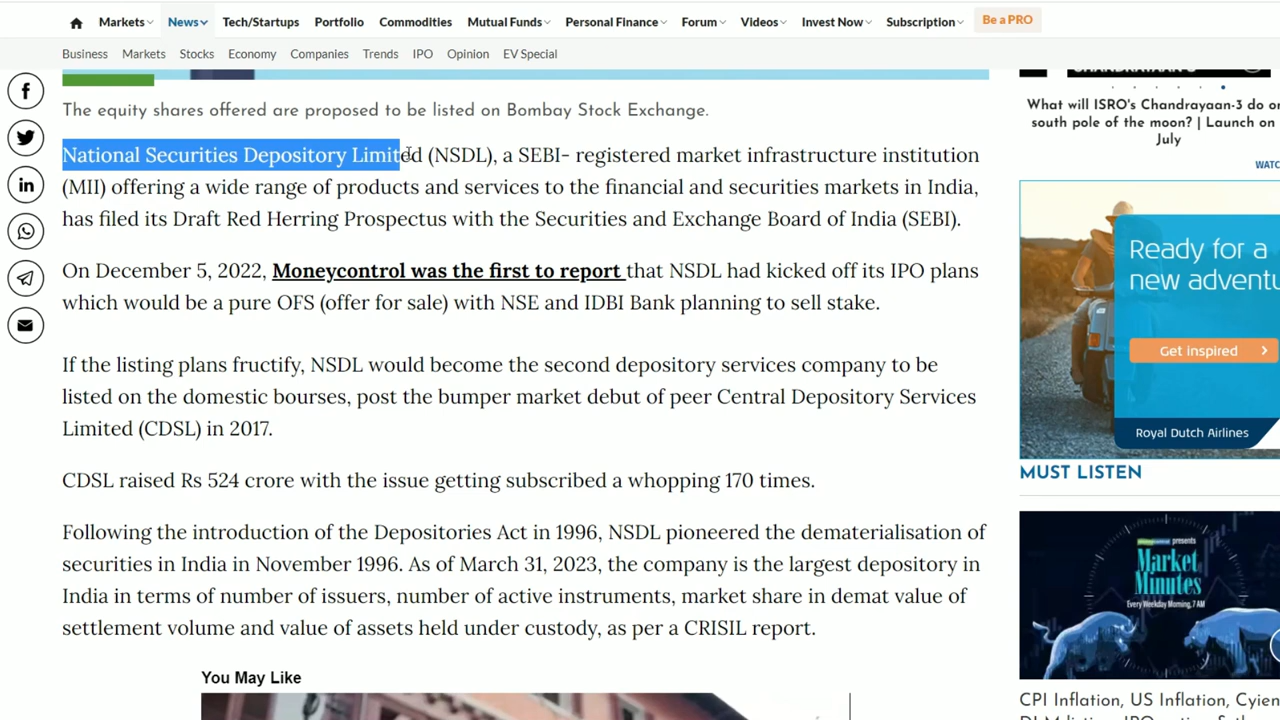 Markets News Tech/Startups Portfolio Commodities Mutual Funds Personal Finance Forum Videos Invest Now Subscription Be a PRO
Business Markets Stocks Economy Companies Trends IPO Opinion EV Special
The equity shares offered are proposed to be listed on Bombay Stock Exchange.
National Securities Depository Limited (NSDL), a SEBI- registered market infrastructure institution
(MII) offering a wide range of products and services to the financial and securities markets in India,
has filed its Draft Red Herring Prospectus with the Securities and Exchange Board of India (SEBI).
On December 5, 2022, Moneycontrol was the first to report that NSDL had kicked off its IPO plans
which would be a pure OFS (offer for sale) with NSE and IDBI Bank planning to sell stake.
If the listing plans fructify, NSDL would become the second depository services company to be
listed on the domestic bourses, post the bumper market debut of peer Central Depository Services
Limited (CDSL) in 2017.
CDSL raised Rs 524 crore with the issue getting subscribed a whopping 170 times.
Following the introduction of the Depositories Act in 1996, NSDL pioneered the dematerialisation of
securities in India in November 1996. As of March 31, 2023, the company is the largest depository in
India in terms of number of issuers, number of active instruments, market share in demat value of
settlement volume and value of assets held under custody, as per a CRISIL report.
You May Like
CHANDRAYAAN-3
What will ISRO's Chandrayaan-3 do on
south pole of the moon? | Launch on
July
WATC
Ready for a
new adventu
Get inspired
Royal Dutch Airlines
MUST LISTEN
presents
Market
Minutes
Every Weekday Morning, 7 AM
CPI Inflation, US Inflation, Cyien